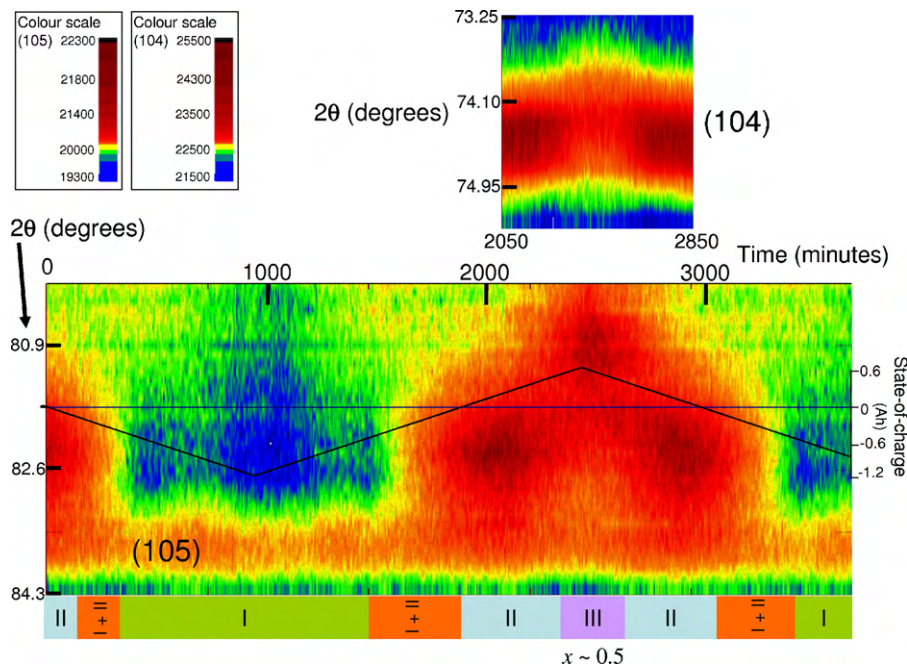 Colour scale
(105)
22300
21800
21400
20000
19300
Colour scale
(104)
25500
24300
23500
22500
21500
73.25
74.10
74.95
2θ (degrees)
(104)
2050
2850
2θ (degrees)
Time (minutes)
0
1000
2000
3000
80.9
82.6
84.3
(105)
0.6
0
-0.6
-1.2
State-of-charge
(Ah)
II
I + II
I
I + II
II
III
II
I + II
I
x ~ 0.5